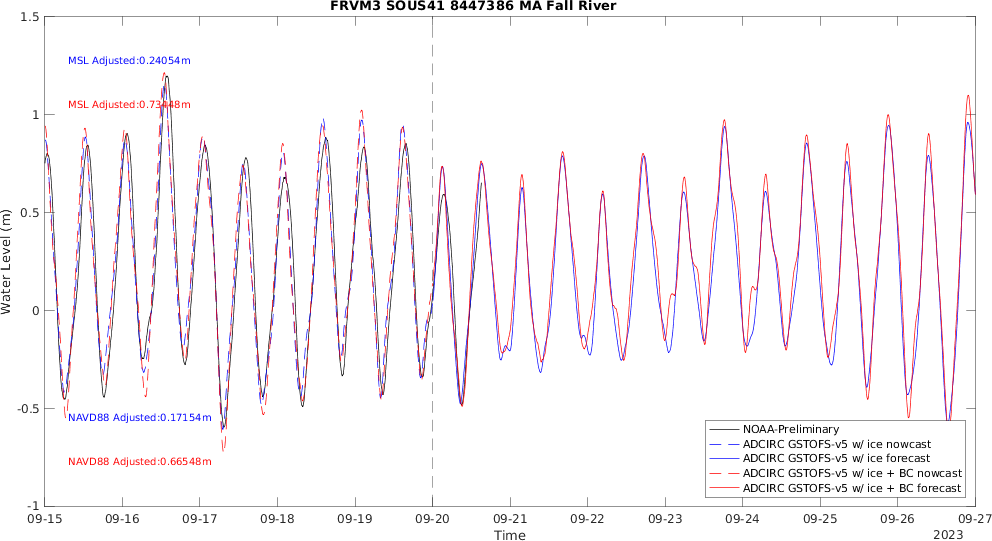 FRVM3 SOUS41 8447386 MA Fall River
1.5
1
0.5
0
-0.5
-1
Water Level (m)
MSL Adjusted:0.24054m
MSL Adjusted:0.73448m
NAVD88 Adjusted:0.17154m
NAVD88 Adjusted:0.66548m
NOAA-Preliminary
ADCIRC GSTOFS-v5 w/ ice nowcast
ADCIRC GSTOFS-v5 w/ ice forecast
ADCIRC GSTOFS-v5 w/ ice + BC nowcast
ADCIRC GSTOFS-v5 w/ ice + BC forecast
09-15 09-16 09-17 09-18 09-19 09-20 09-21 09-22 09-23 09-24 09-25 09-26 09-27
Time
2023